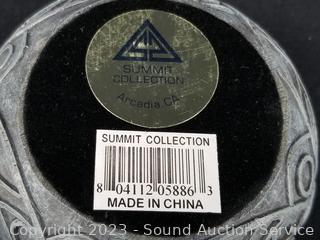 SUMMIT
COLLECTION
Arcadia, CA
SUMMIT COLLECTION
8 04112 05886 3
MADE IN CHINA
Copyright 2023 - Sound Auction Service